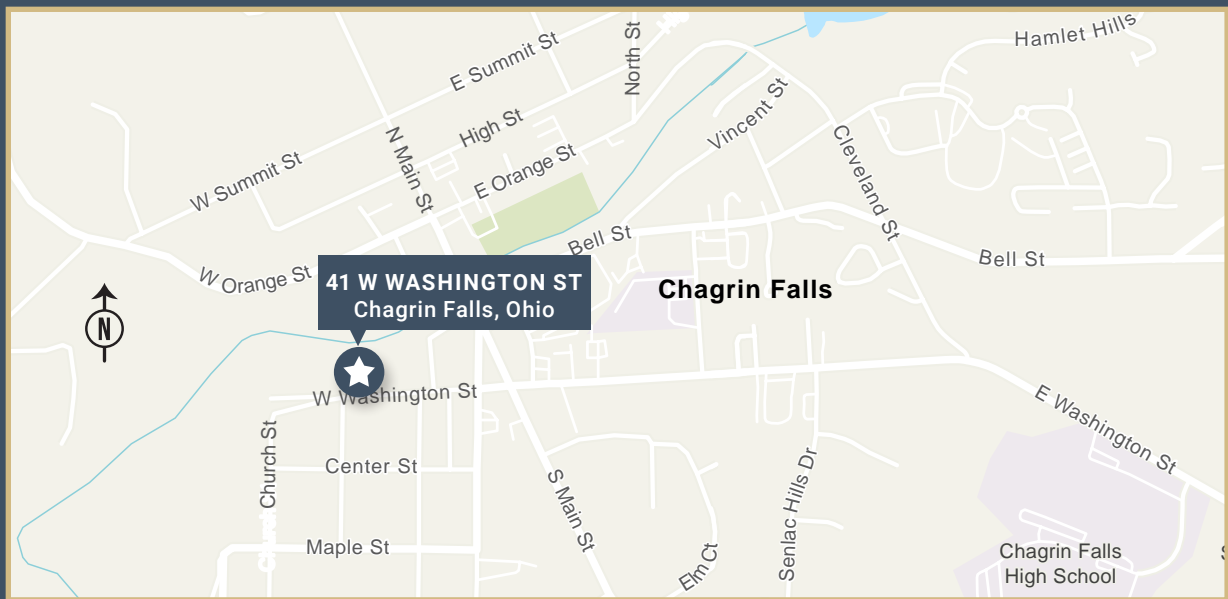 Hamlet Hills
E Summit St
North St
High St
Vincent St
N Main St
E Orange St
Cleveland St
W Summit St
Bell St
Bell St
W Orange St
41 W WASHINGTON ST
Chagrin Falls, Ohio
Chagrin Falls
N
W Washington St
E Washington St
Church St
Center St
S Main St
Senlac Hills Dr
Maple St
Elm Ct
Chagrin Falls
High School